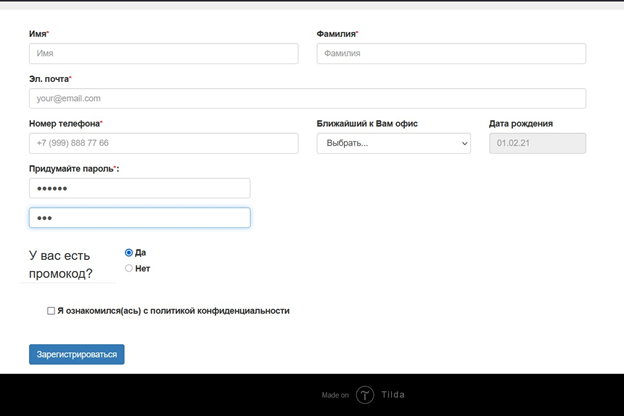 Имя* Фамилия*
Имя Фамилия
Эл. почта*
your@email.com
Номер телефона* Ближайший к Вам офис Дата рождения
+7 (999) 888 77 66 Выбрать... 01.02.21
Придумайте пароль*:
••••••
•••
У вас есть
промокод?
Да
Нет
Я ознакомился(ась) с политикой конфиденциальности
Зарегистрироваться
Made on Tilda